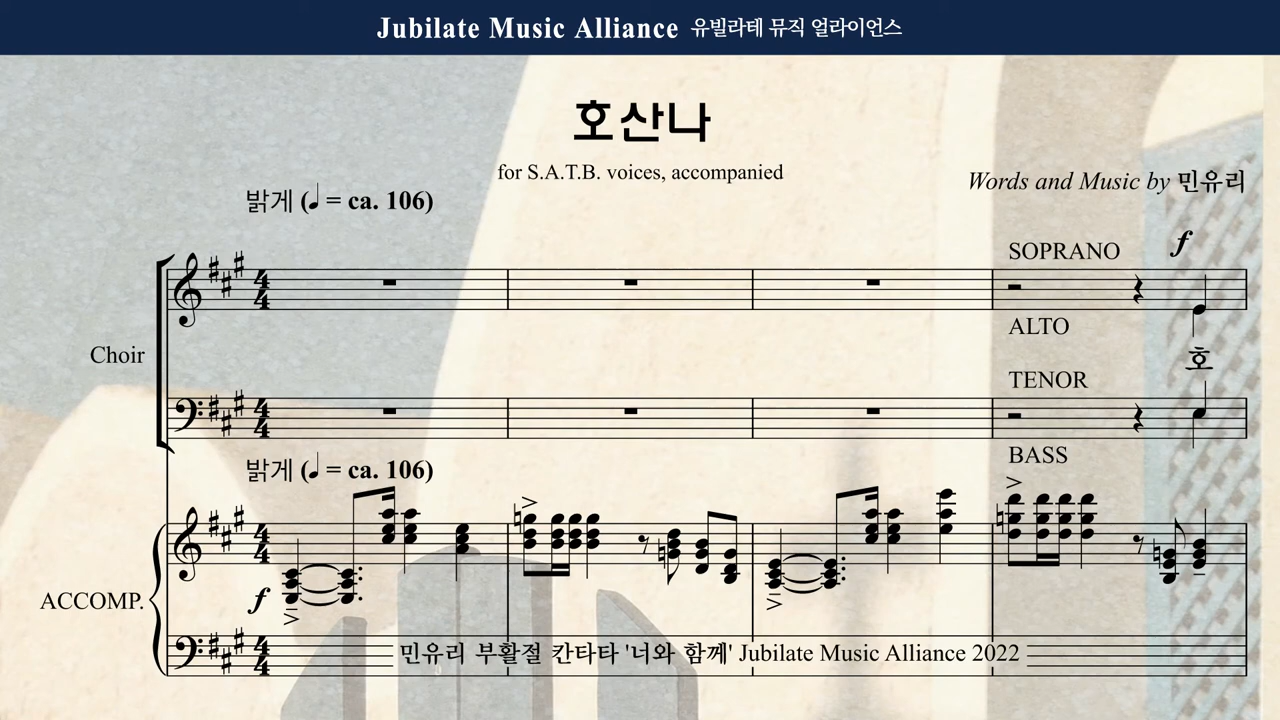 Jubilate Music Alliance 유빌라테 뮤직 얼라이언스
호산나
for S.A.T.B. voices, accompanied
Words and Music by 민유리
밝게 (♩ = ca. 106)
SOPRANO
f
ALTO
Choir
호
TENOR
BASS
밝게 (♩ = ca. 106)
ACCOMP.
f
민유리 부활절 칸타타 '너와 함께' Jubilate Music Alliance 2022